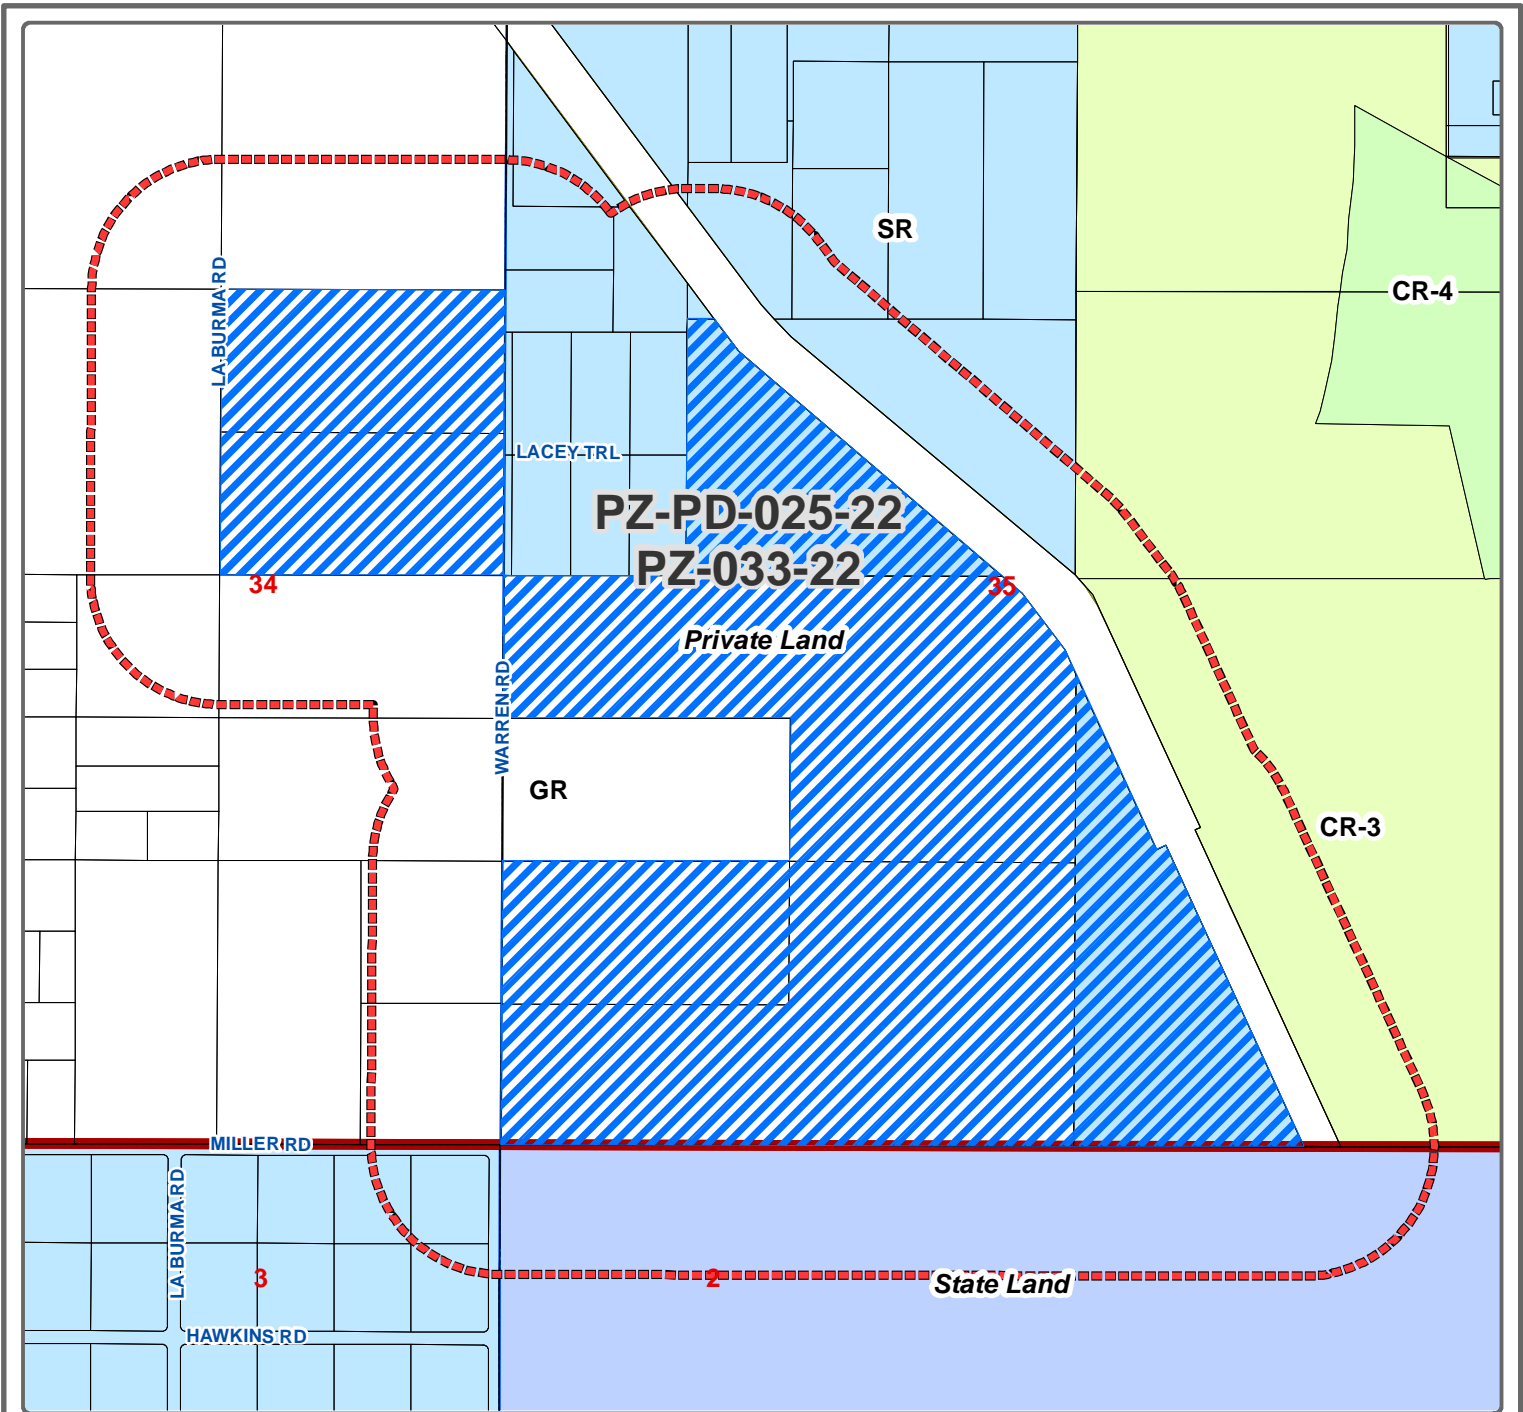 SR
CR-4
LA BURMA RD
LACEY TRL
PZ-PD-025-22
PZ-033-22
34
35
Private Land
WARREN RD
GR
CR-3
MILLER RD
LA BURMA RD
3
2
State Land
HAWKINS RD